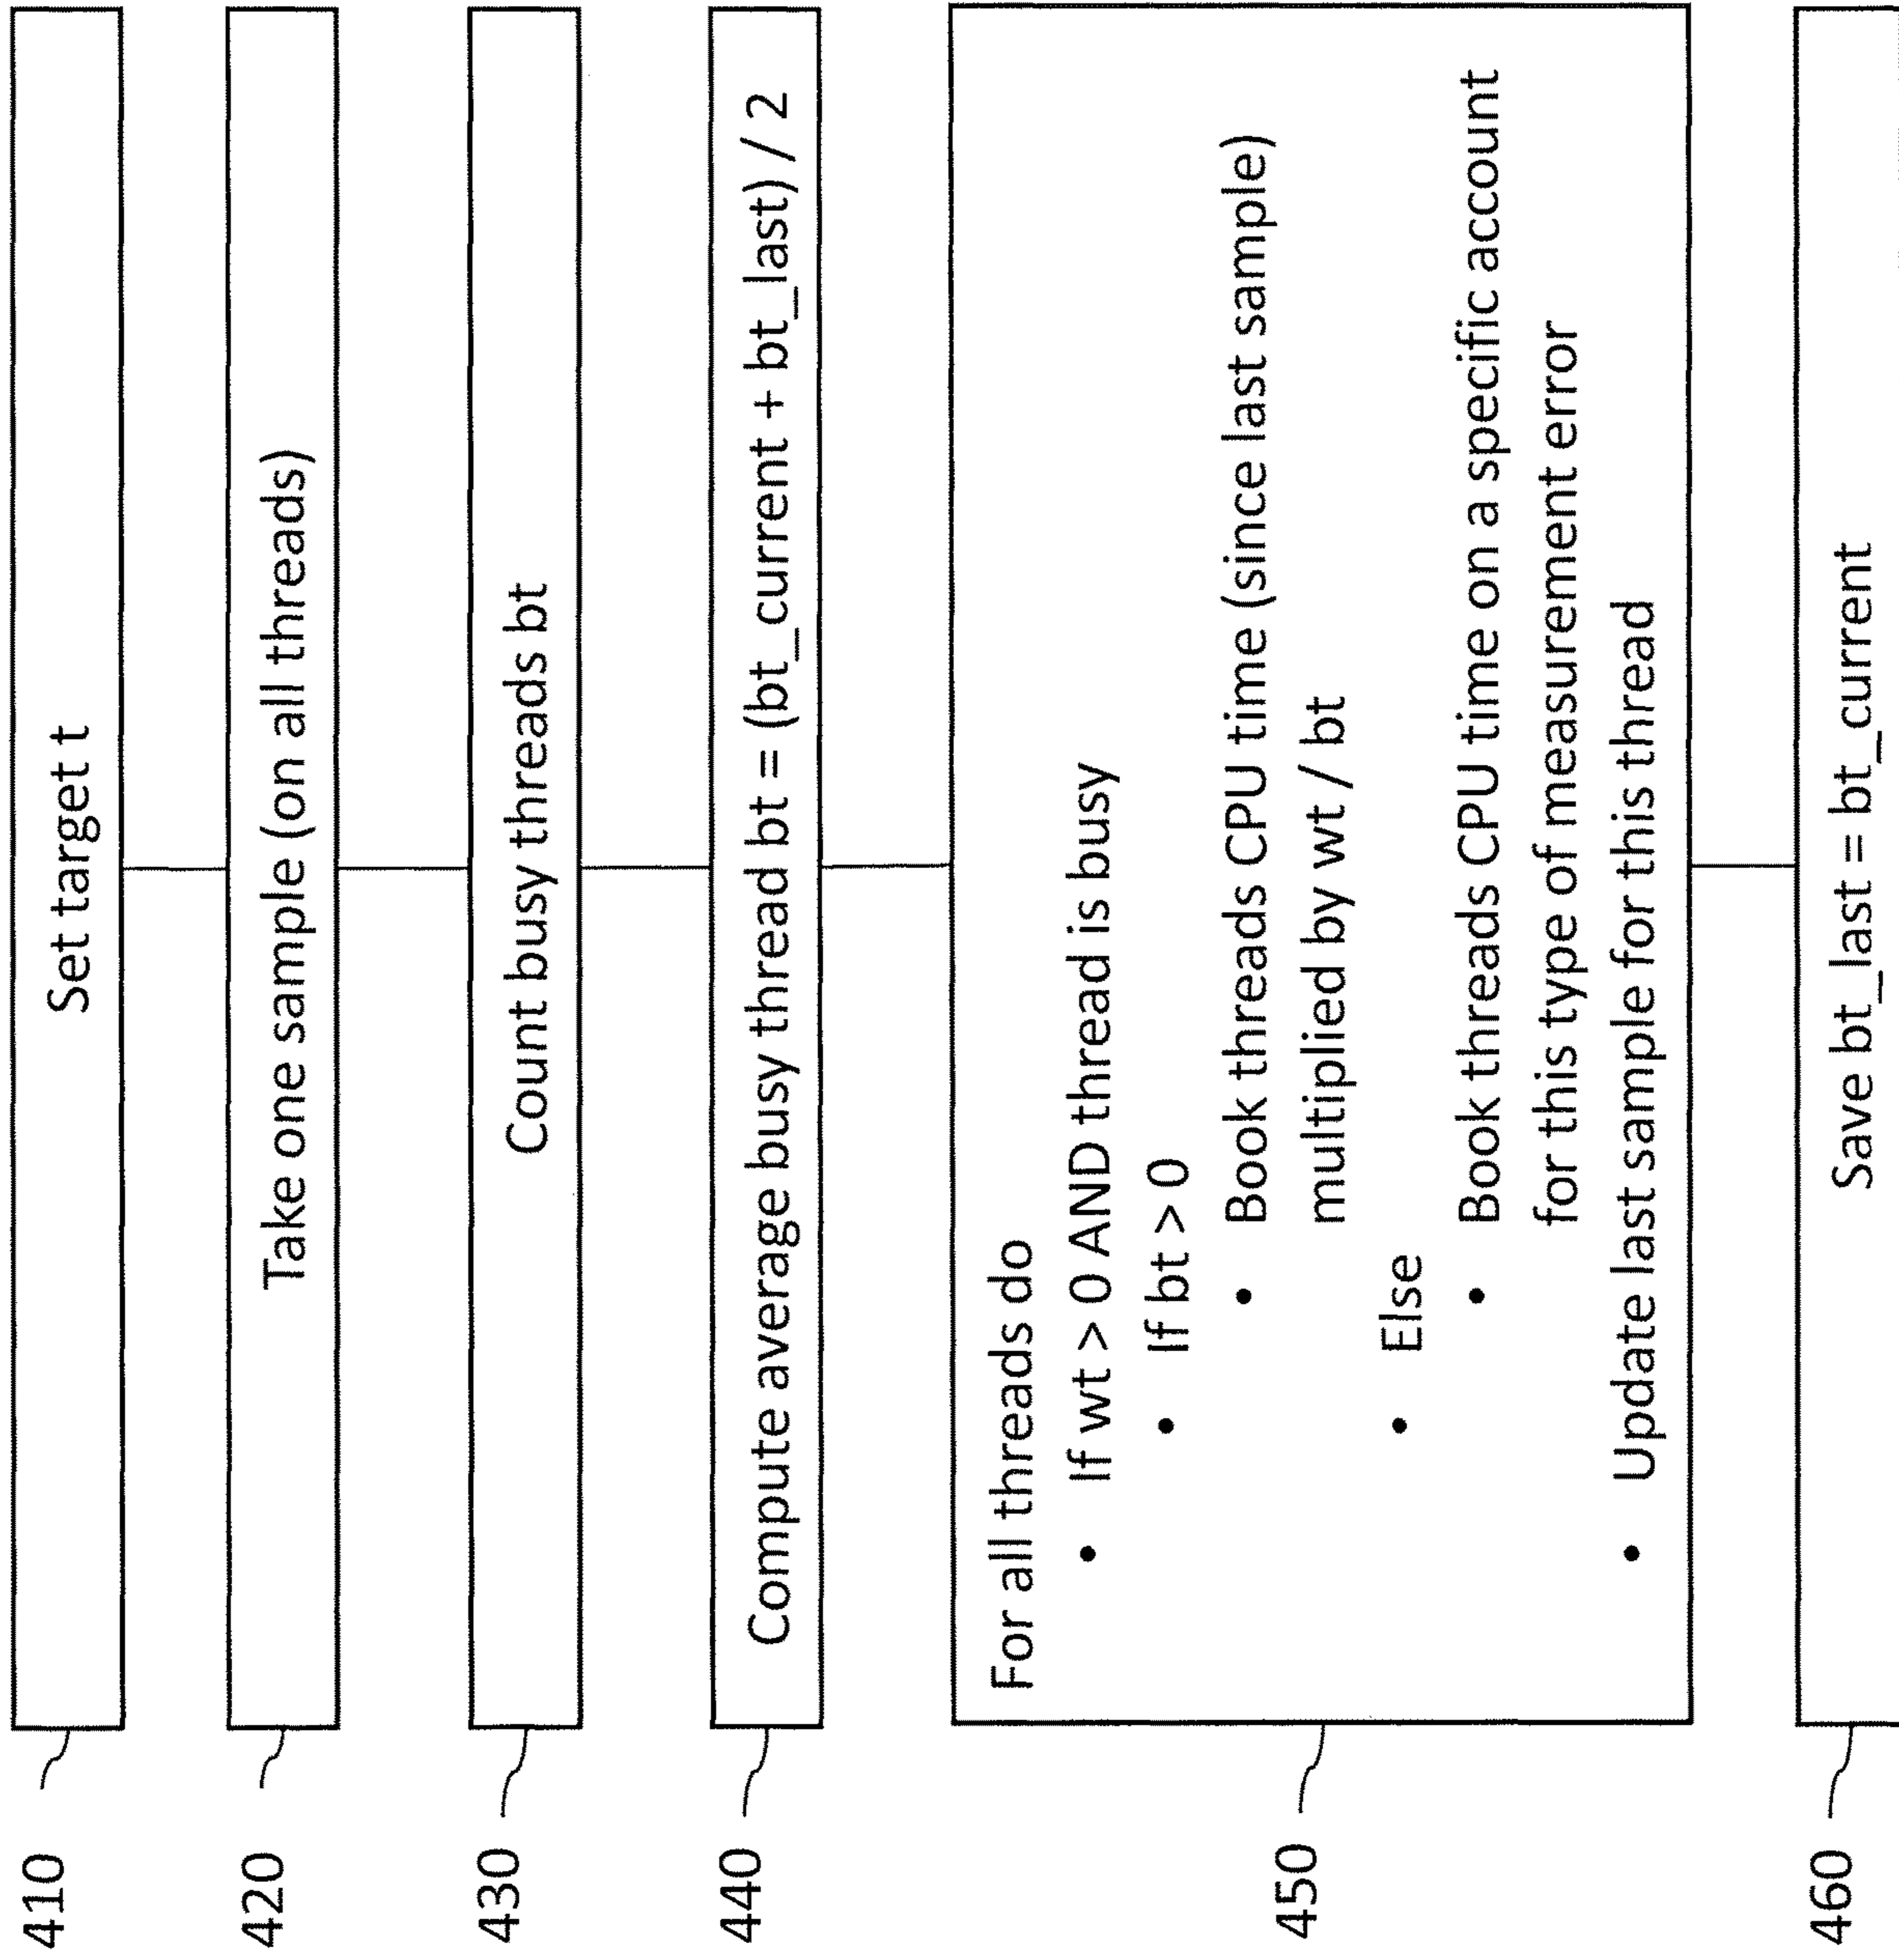 410
Set target t
420
Take one sample (on all threads)
430
Count busy threads bt
440
Compute average busy thread bt = (bt_current + bt_last) / 2
450
For all threads do
• If wt > 0 AND thread is busy
• If bt > 0
• Book threads CPU time (since last sample)
multiplied by wt / bt
• Else
• Book threads CPU time on a specific account
for this type of measurement error
• Update last sample for this thread
460
Save bt_last = bt_current